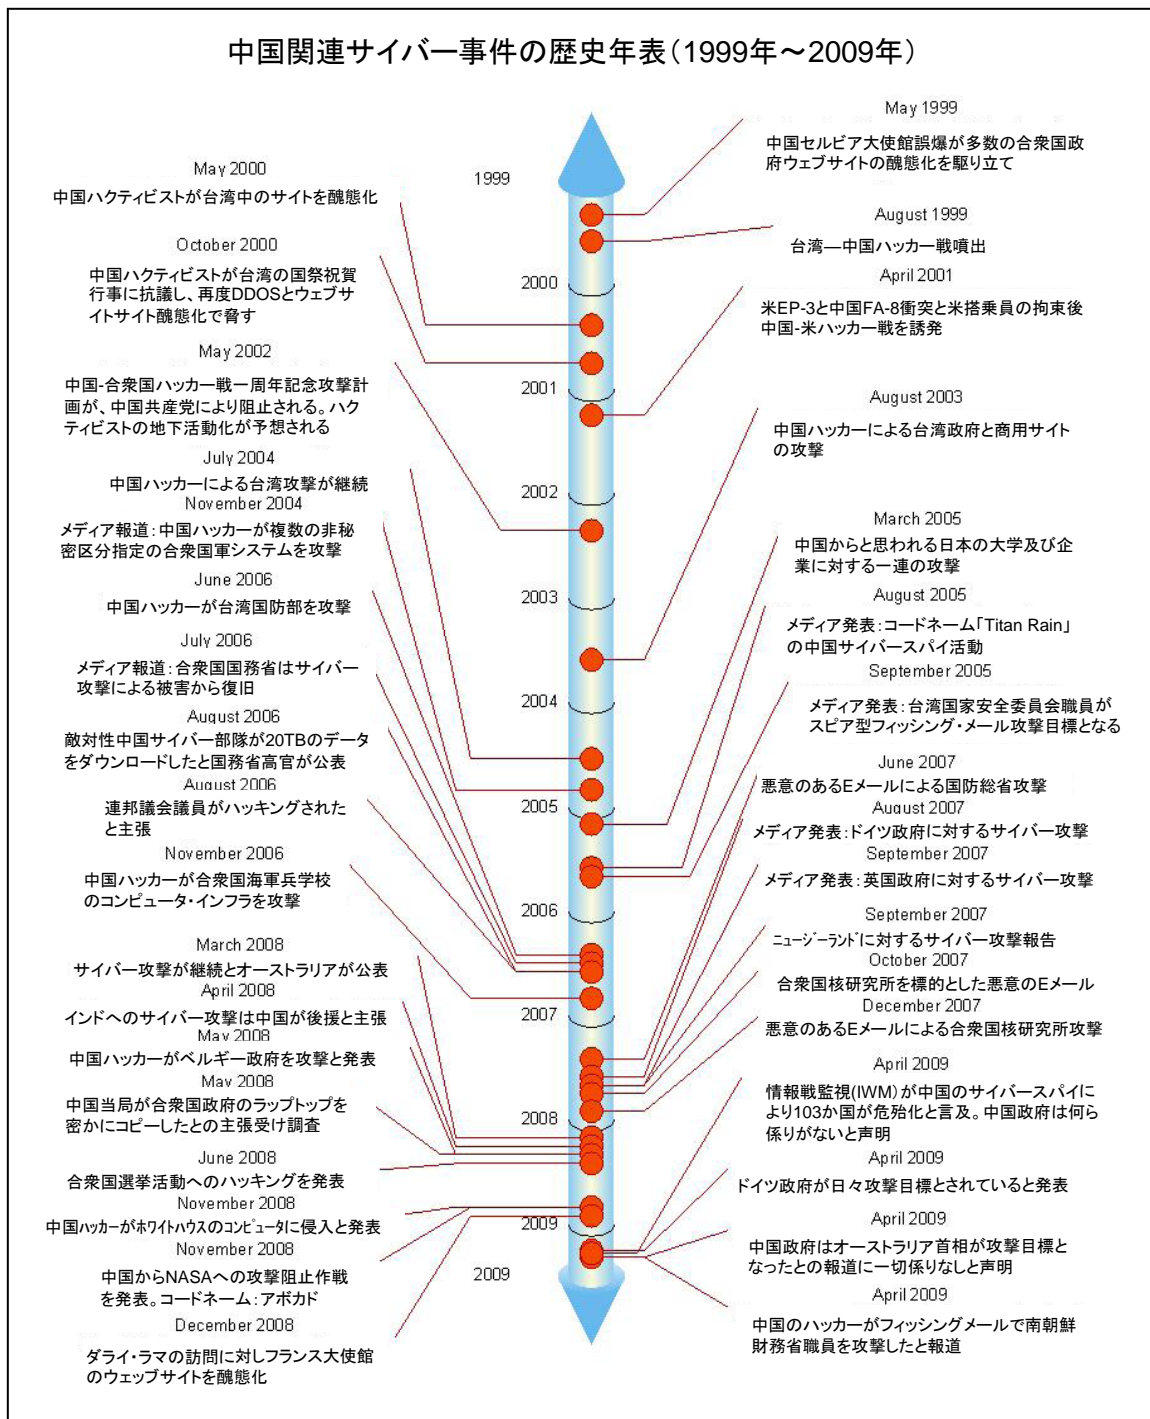 中国関連サイバー事件の歴史年表(1999年～2009年)
May 1999
中国セルビア大使館誤爆が多数の合衆国政
府ウェブサイトの醜態化を駆り立て
August 1999
台湾―中国ハッカー戦噴出
April 2001
米EP-3と中国FA-8衝突と米搭乗員の拘束後
中国-米ハッカー戦を誘発
August 2003
中国ハッカーによる台湾政府と商用サイト
の攻撃
March 2005
中国からと思われる日本の大学及び企
業に対する一連の攻撃
August 2005
メディア発表：コードネーム「Titan Rain」
の中国サイバースパイ活動
September 2005
メディア発表：台湾国家安全委員会職員が
スピア型フィッシング・メール攻撃目標となる
June 2007
悪意のあるEメールによる国防総省攻撃
August 2007
メディア発表：ドイツ政府に対するサイバー攻撃
September 2007
メディア発表：英国政府に対するサイバー攻撃
September 2007
ﾆｭｰｼﾞｰﾗﾝﾄﾞに対するサイバー攻撃報告
October 2007
合衆国核研究所を標的とした悪意のEメール
December 2007
悪意のあるEメールによる合衆国核研究所攻撃
April 2009
情報戦監視(IWM)が中国のサイバースパイに
より103か国が危殆化と言及。中国政府は何ら
係りがないと声明
April 2009
ドイツ政府が日々攻撃目標とされていると発表
April 2009
中国政府はオーストラリア首相が攻撃目標と
なったとの報道に一切係りなしと声明
April 2009
中国のハッカーがフィッシングメールで南朝鮮
財務省職員を攻撃したと報道
1999
2000
2001
2002
2003
2004
2005
2006
2007
2008
2009
2009
May 2000
中国ハクティビストが台湾中のサイトを醜態化
October 2000
中国ハクティビストが台湾の国祭祝賀
行事に抗議し、再度DDOSとウェブサ
イトサイト醜態化で脅す
May 2002
中国-合衆国ハッカー戦一周年記念攻撃計
画が、中国共産党により阻止される。ハク
ティビストの地下活動化が予想される
July 2004
中国ハッカーによる台湾攻撃が継続
November 2004
メディア報道：中国ハッカーが複数の非秘
密区分指定の合衆国軍システムを攻撃
June 2006
中国ハッカーが台湾国防部を攻撃
July 2006
メディア報道：合衆国国務省はサイバー
攻撃による被害から復旧
August 2006
敵対性中国サイバー部隊が20TBのデータ
をダウンロードしたと国務省高官が公表
August 2006
連邦議会議員がハッキングされた
と主張
November 2006
中国ハッカーが合衆国海軍兵学校
のコンピュータ・インフラを攻撃
March 2008
サイバー攻撃が継続とオーストラリアが公表
April 2008
インドへのサイバー攻撃は中国が後援と主張
May 2008
中国ハッカーがベルギー政府を攻撃と発表
May 2008
中国当局が合衆国政府のラップトップを
密かにコピーしたとの主張受け調査
June 2008
合衆国選挙活動へのハッキングを発表
November 2008
中国ﾊｯｶｰがﾎﾜｲﾄﾊｳｽのｺﾝﾋﾟｭｰﾀに侵入と発表
November 2008
中国からNASAへの攻撃阻止作戦
を発表。コードネーム：アボカド
December 2008
ダライ・ラマの訪問に対しフランス大使館
のウェッブサイトを醜態化